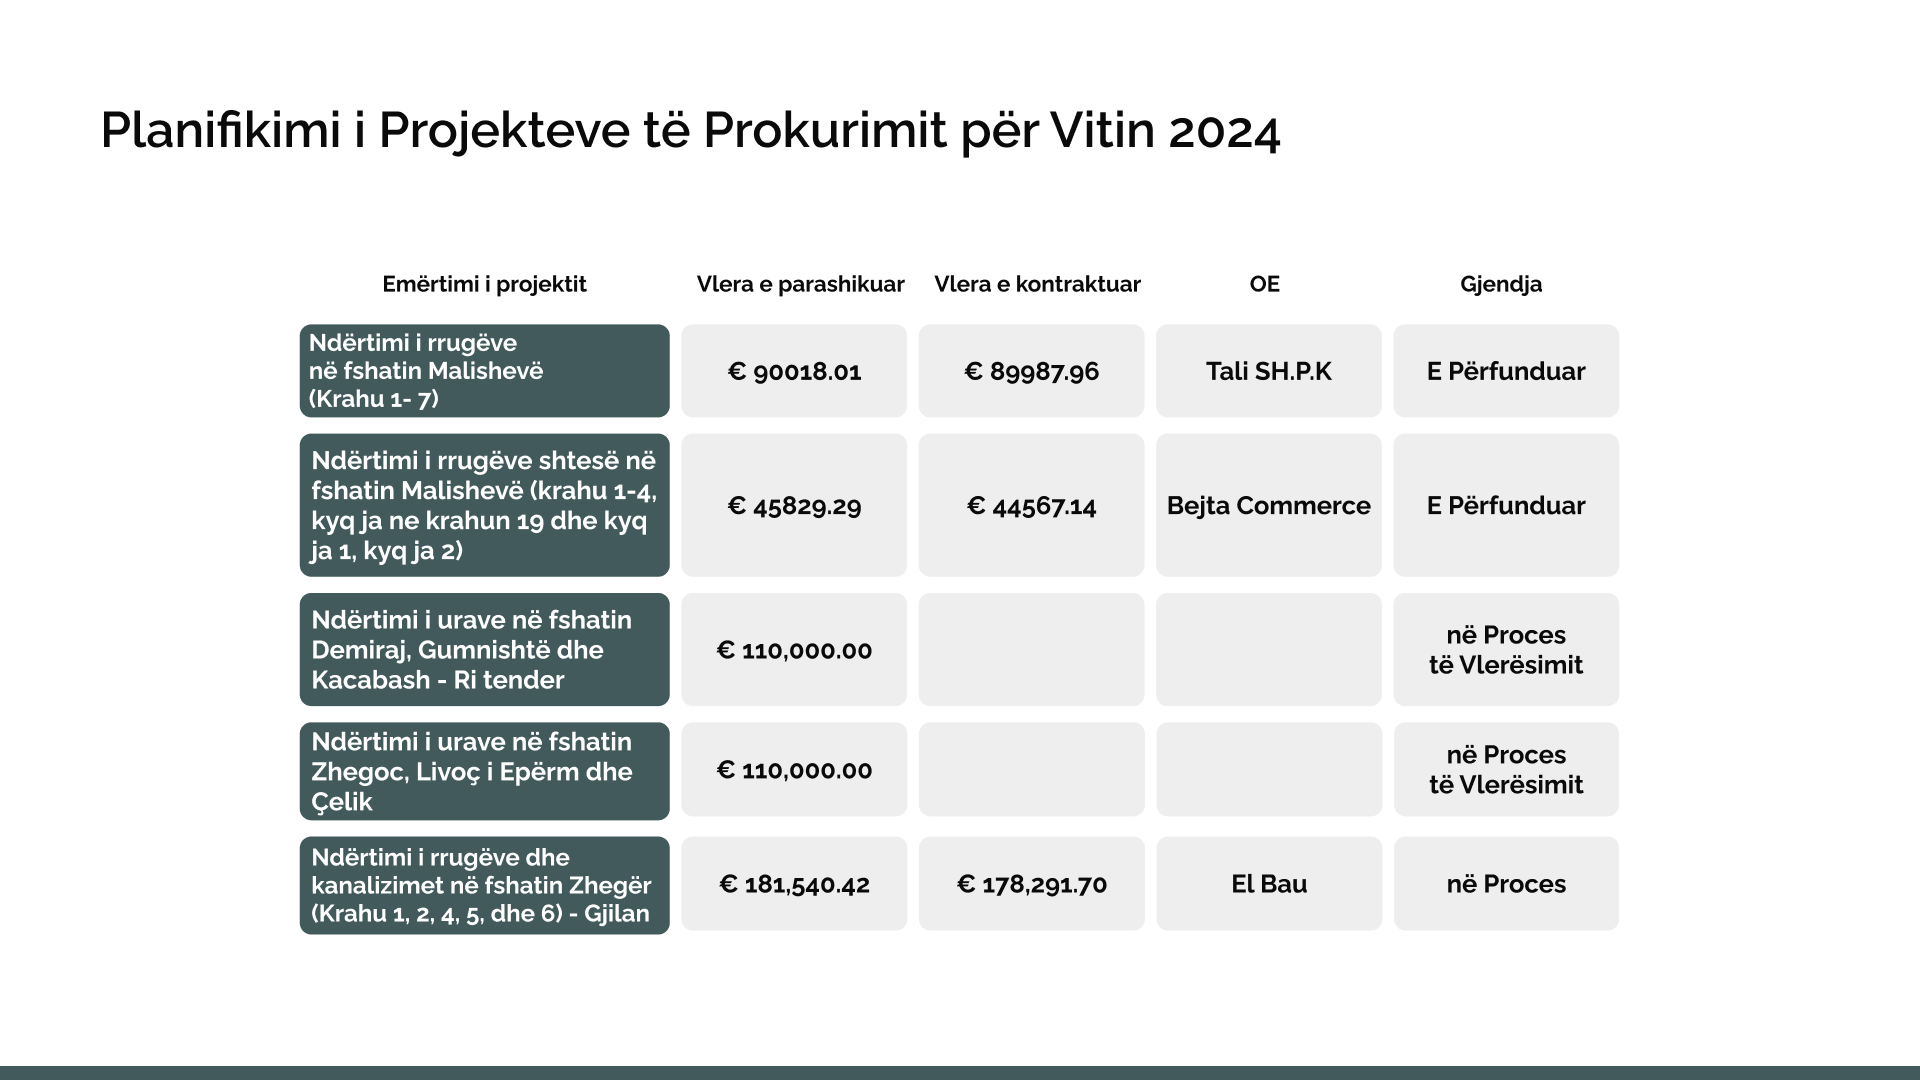 Planifikimi i Projekteve të Prokurimit për Vitin 2024
Emërtimi i projektit
Vlera e parashikuar
Vlera e kontraktuar
OE
Gjendja
Ndërtimi i rrugëve
në fshatin Malishevë
(Krahu 1- 7)
€ 90018.01
€ 89987.96
Tali SH.P.K
E Përfunduar
Ndërtimi i rrugëve shtesë në
fshatin Malishevë (krahu 1-4,
kyq ja ne krahun 19 dhe kyq
ja 1, kyq ja 2)
€ 45829.29
€ 44567.14
Bejta Commerce
E Përfunduar
Ndërtimi i urave në fshatin
Demiraj, Gumnishtë dhe
Kacabash - Ri tender
€ 110,000.00
në Proces
të Vlerësimit
Ndërtimi i urave në fshatin
Zhegoc, Livoç i Epërm dhe
Çelik
€ 110,000.00
në Proces
të Vlerësimit
Ndërtimi i rrugëve dhe
kanalizimet në fshatin Zhegër
(Krahu 1, 2, 4, 5, dhe 6) - Gjilan
€ 181,540.42
€ 178,291.70
El Bau
në Proces